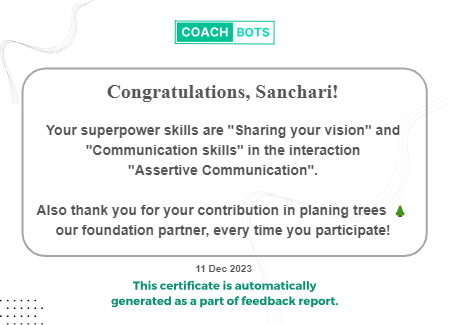 COACH BOTS
Congratulations, Sanchari!
Your superpower skills are "Sharing your vision" and
"Communication skills" in the interaction
"Assertive Communication".
Also thank you for your contribution in planing trees 🌲
our foundation partner, every time you participate!
11 Dec 2023
This certificate is automatically
generated as a part of feedback report.